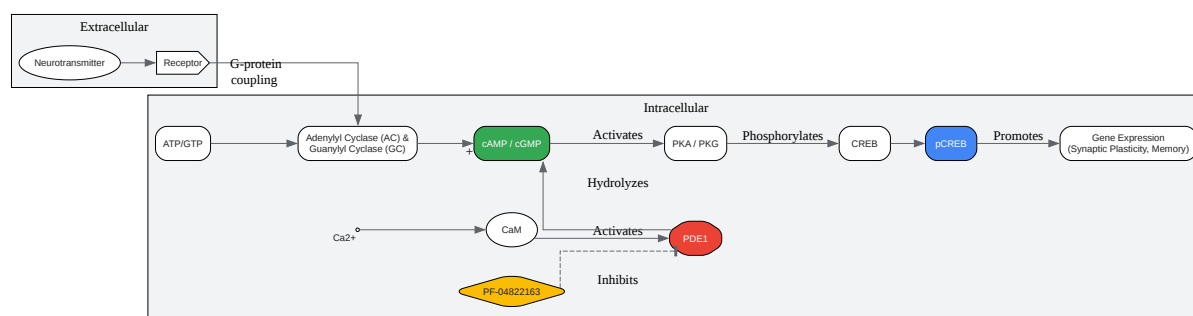 Extracellular
Neurotransmitter
Receptor
G-protein
coupling
Intracellular
ATP/GTP
Adenylyl Cyclase (AC) &
Guanylyl Cyclase (GC)
+
cAMP / cGMP
Activates
PKA / PKG
Phosphorylates
CREB
pCREB
Promotes
Gene Expression
(Synaptic Plasticity, Memory)
Hydrolyzes
Ca2+
CaM
Activates
PDE1
Inhibits
PF-04822163